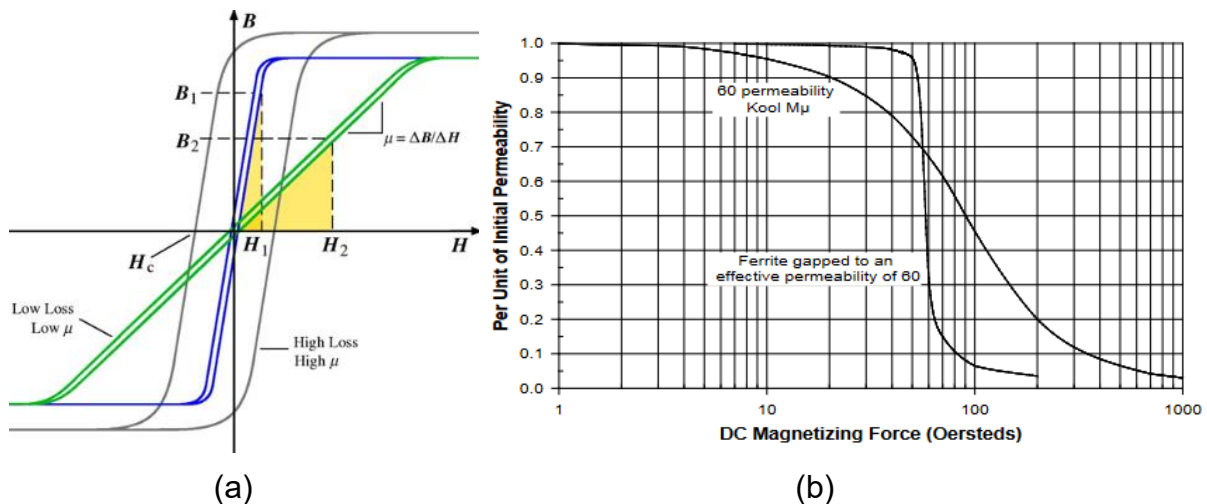 B
B1
B2
μ = ΔB/ΔH
Hc
H1
H2
H
Low Loss
Low μ
High Loss
High μ
(a)
Per Unit of Initial Permeability
1.0
0.9
0.8
0.7
0.6
0.5
0.4
0.3
0.2
0.1
0.0
60 permeability
Kool Mμ
Ferrite gapped to an
effective permeability of 60
1
10
100
1000
DC Magnetizing Force (Oersteds)
(b)